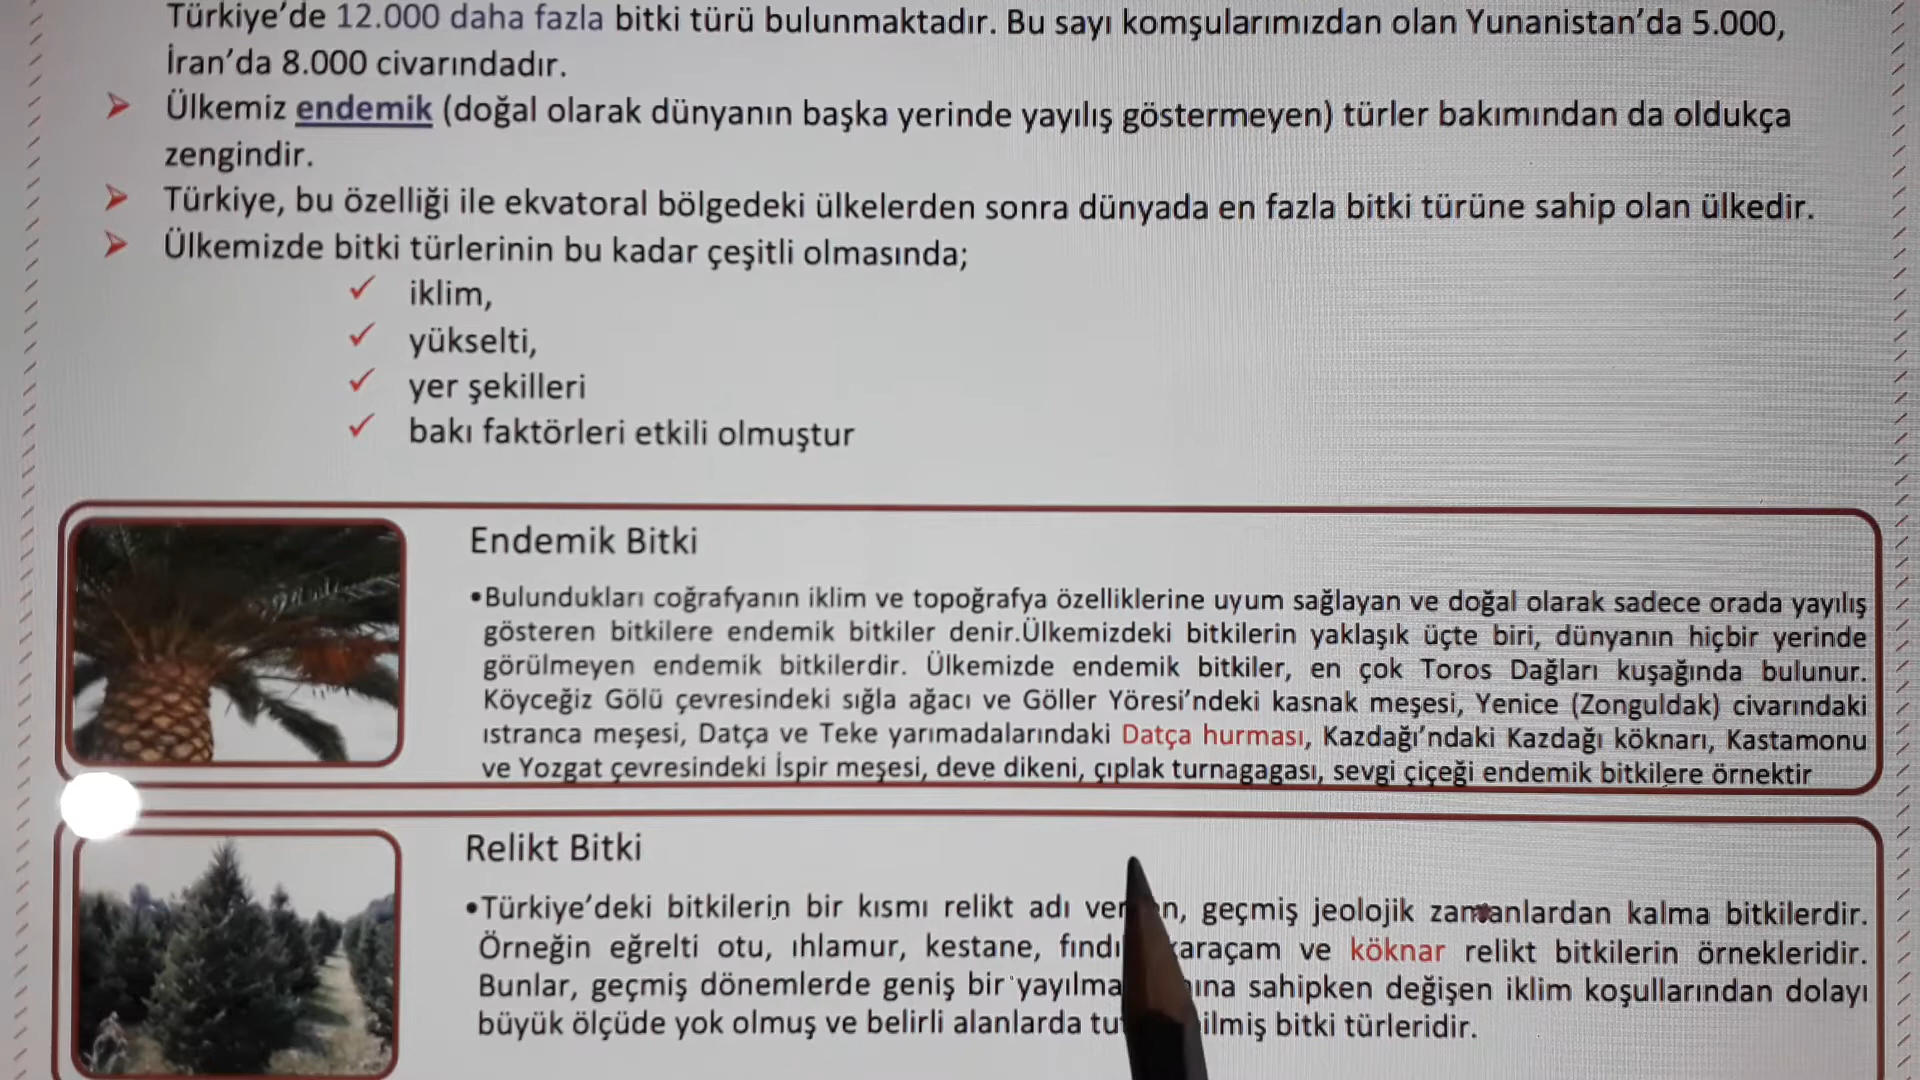 Türkiye’de 12.000 daha fazla bitki türü bulunmaktadır. Bu sayı komşularımızdan olan Yunanistan’da 5.000,
İran’da 8.000 civarındadır.
Ülkemiz endemik (doğal olarak dünyanın başka yerinde yayılış göstermeyen) türler bakımından da oldukça
zengindir.
Türkiye, bu özelliği ile ekvatoral bölgedeki ülkelerden sonra dünyada en fazla bitki türüne sahip olan ülkedir.
Ülkemizde bitki türlerinin bu kadar çeşitli olmasında;
iklim,
yükselti,
yer şekilleri
bakı faktörleri etkili olmuştur
Endemik Bitki
•Bulundukları coğrafyanın iklim ve topoğrafya özelliklerine uyum sağlayan ve doğal olarak sadece orada yayılış
gösteren bitkilere endemik bitkiler denir.Ülkemizdeki bitkilerin yaklaşık üçte biri, dünyanın hiçbir yerinde
görülmeyen endemik bitkilerdir. Ülkemizde endemik bitkiler, en çok Toros Dağları kuşağında bulunur.
Köyceğiz Gölü çevresindeki sığla ağacı ve Göller Yöresi’ndeki kasnak meşesi, Yenice (Zonguldak) civarındaki
ıstranca meşesi, Datça ve Teke yarımadalarındaki Datça hurması, Kazdağı’ndaki Kazdağı köknarı, Kastamonu
ve Yozgat çevresindeki İspir meşesi, deve dikeni, çıplak turnagagası, sevgi çiçeği endemik bitkilere örnektir
Relikt Bitki
•Türkiye’deki bitkilerin bir kısmı relikt adı geçmiş jeolojik zamanlardan kalma bitkilerdir.
Örneğin eğrelti otu, ıhlamur, kestane, karaçam ve köknar relikt bitkilerin örnekleridir.
Bunlar, geçmiş dönemlerde geniş bir yayılma sahipken değişen iklim koşullarından dolayı
büyük ölçüde yok olmuş ve belirli alanlarda bitki türleridir.